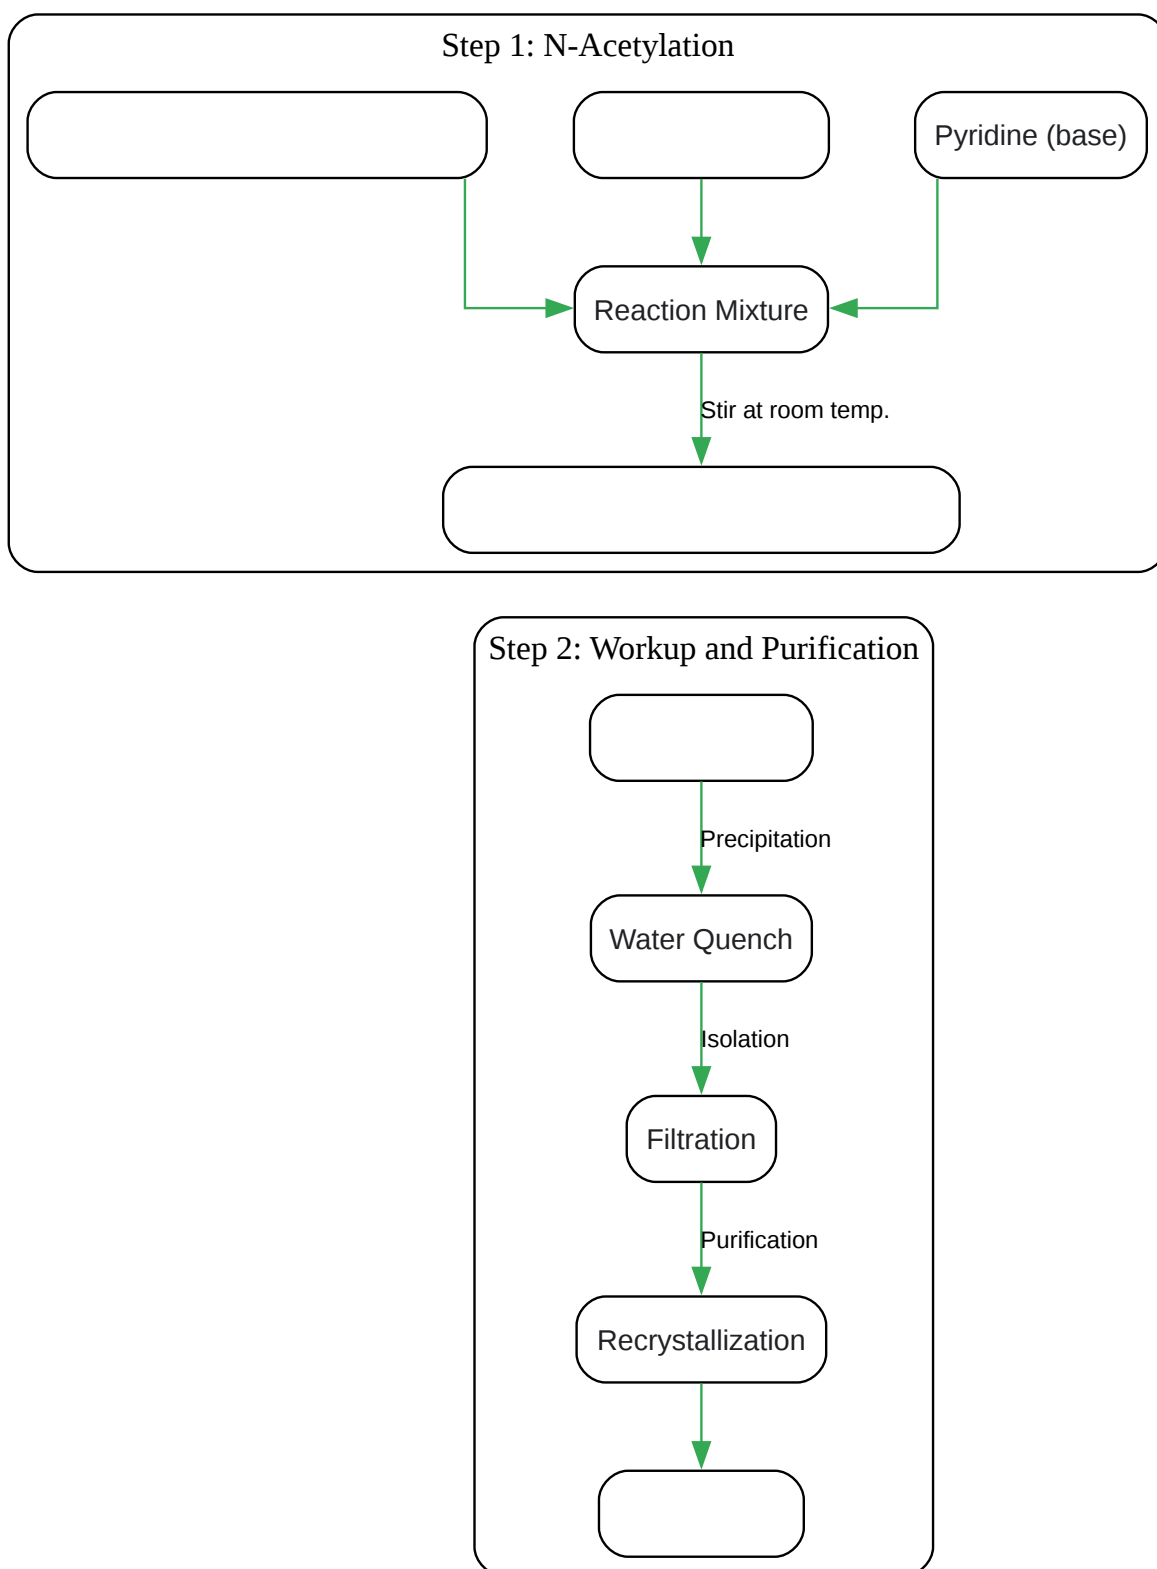 Step 1: N-Acetylation
Pyridine (base)
Reaction Mixture
Stir at room temp.
Step 2: Workup and Purification
Precipitation
Water Quench
Isolation
Filtration
Purification
Recrystallization